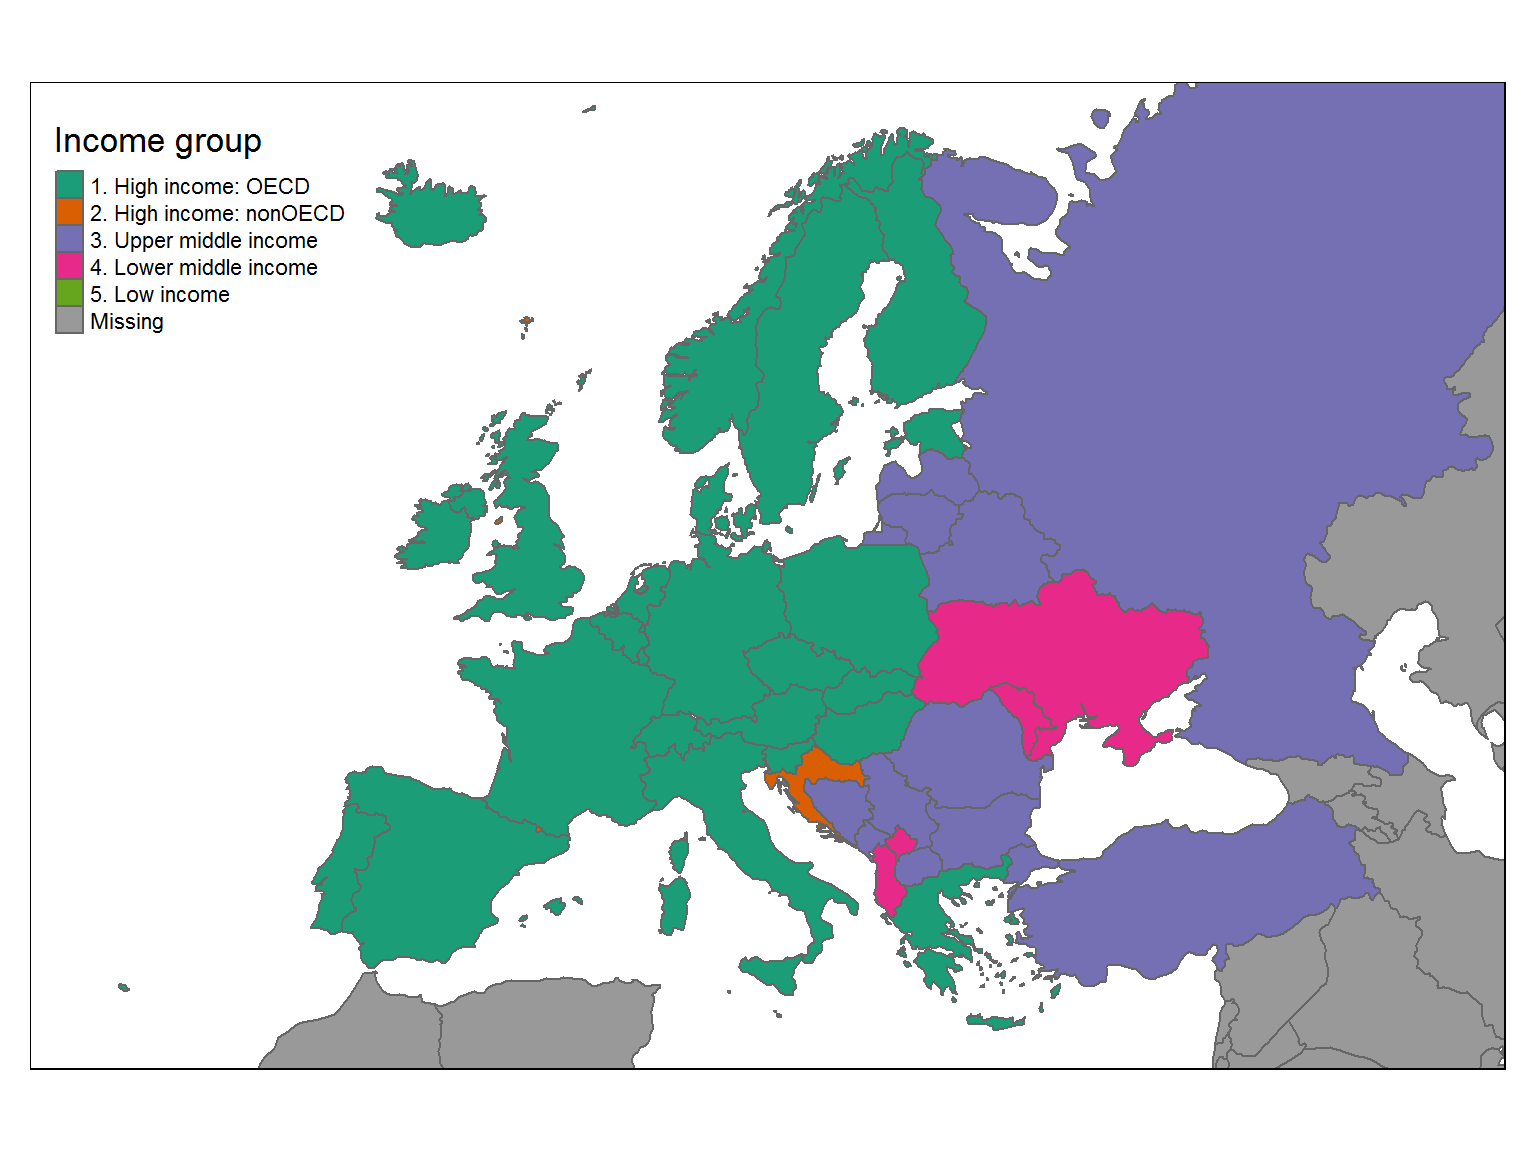 Income group
1. High income: OECD
2. High income: nonOECD
3. Upper middle income
4. Lower middle income
5. Low income
Missing